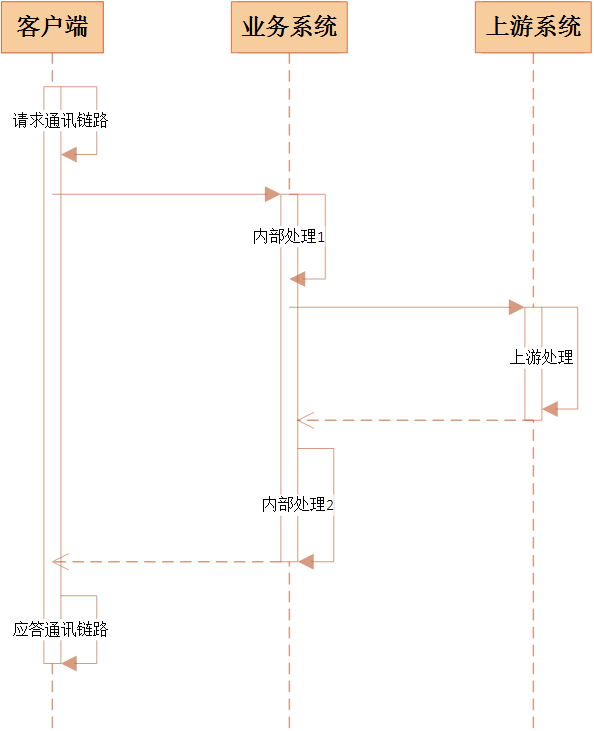 客户端
业务系统
上游系统
请求通讯链路
内部处理1
上游处理
内部处理2
应答通讯链路